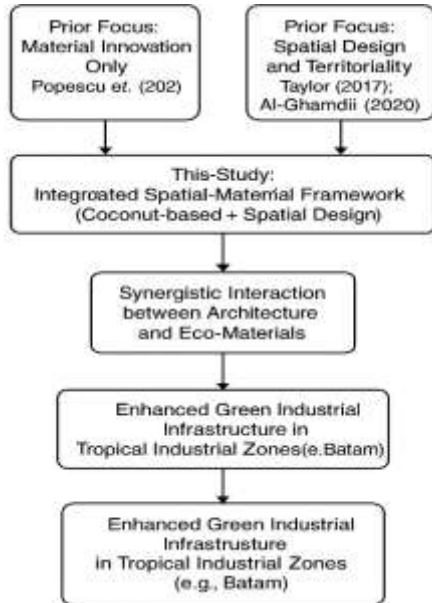 Prior Focus:
Material Innovation
Only
Popescu et. (202)
Prior Focus:
Spatial Design
and Territoriality
Taylor (2017);
Al-Ghamdii (2020)
This-Study:
Integroated Spatial-Material Framework
(Coconut-based + Spatial Design)
Synergistic Interaction
between Architecture
and Eco-Materials
Enhanced Green Industrial
Infrastructure in
Tropical Industrial Zones(e.Batam)
Enhanced Green Industrial
Infrastrusture
in Tropical Industrial Zones
(e.g., Batam)